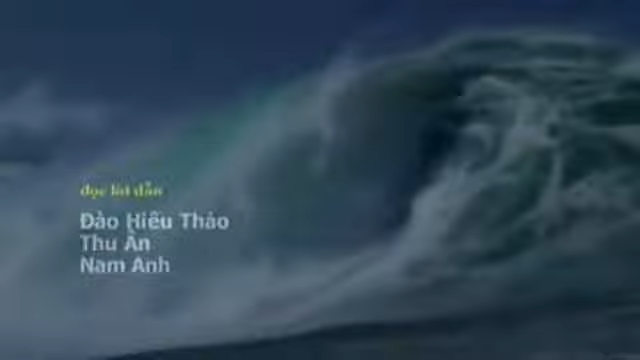 đọc lời dẫn
Đào Hiếu Thảo
Thu Ân
Nam Anh